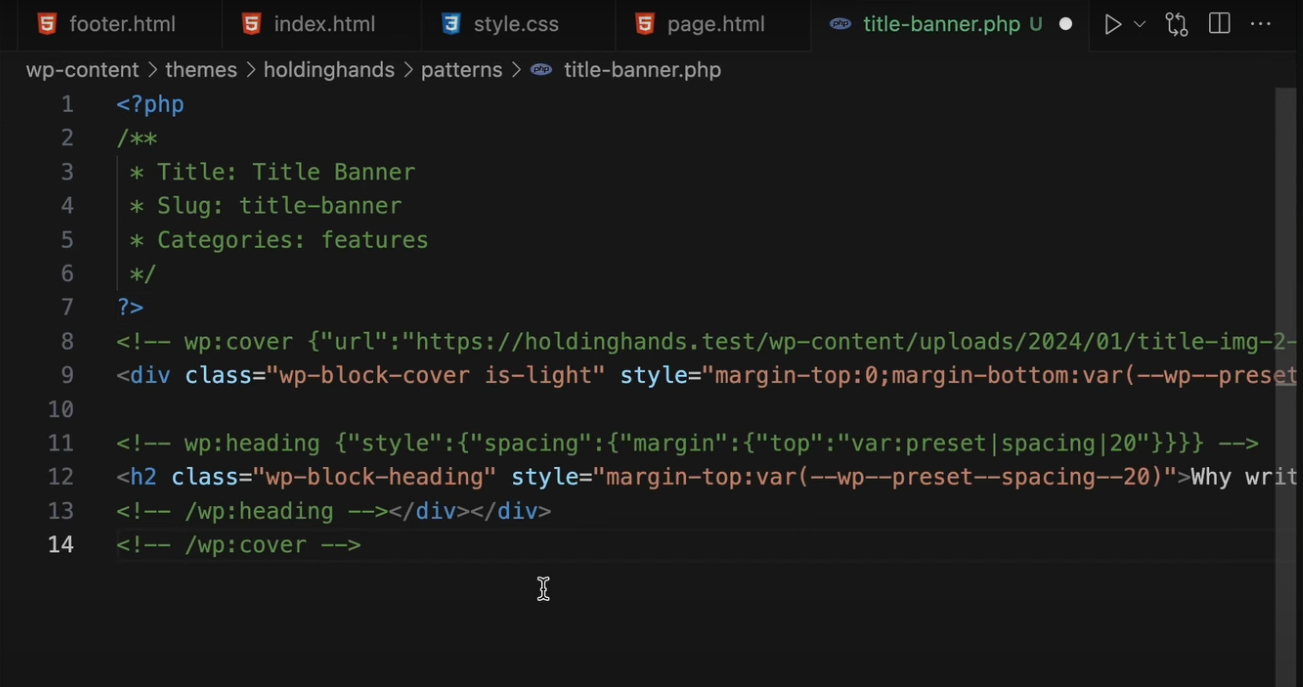 footer.html index.html style.css page.html title-banner.php U
wp-content > themes > holdinghands > patterns > title-banner.php
1 <?php
2 /**
3 * Title: Title Banner
4 * Slug: title-banner
5 * Categories: features
6 */
7 ?>
8 <!-- wp:cover {"url":"https://holdinghands.test/wp-content/uploads/2024/01/title-img-2-
9 <div class="wp-block-cover is-light" style="margin-top:0;margin-bottom:var(--wp--preset
10
11 <!-- wp:heading {"style":{"spacing":{"margin":{"top":"var:preset|spacing|20"}}}} -->
12 <h2 class="wp-block-heading" style="margin-top:var(--wp--preset--spacing--20)">Why writ
13 <!-- /wp:heading --></div></div>
14 <!-- /wp:cover -->